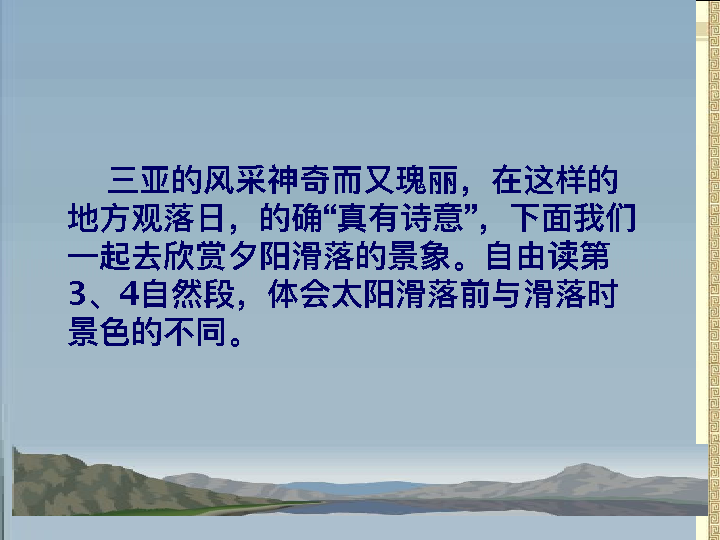 三亚的风采神奇而又瑰丽，在这样的
地方观落日，的确“真有诗意”，下面我们
一起去欣赏夕阳滑落的景象。自由读第
3、4自然段，体会太阳滑落前与滑落时
景色的不同。